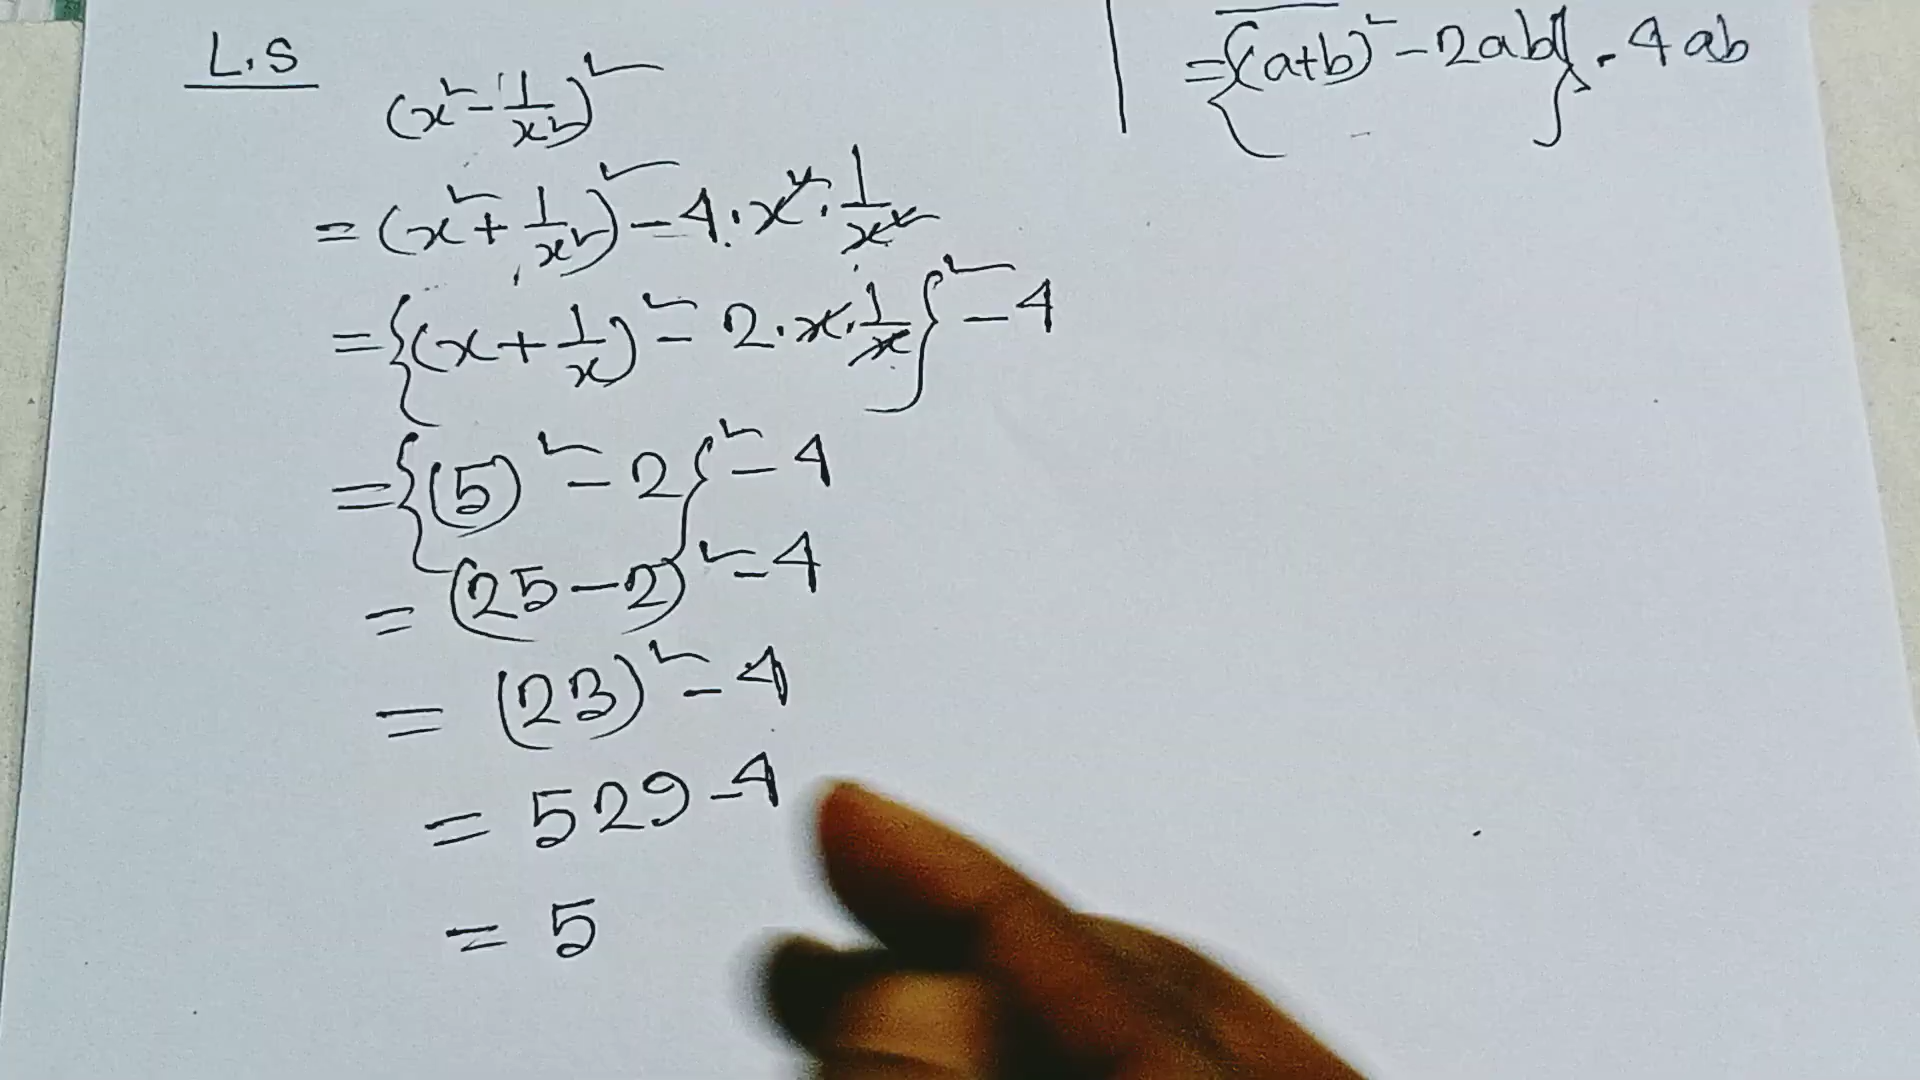 L.S
(x² - 1/x²)²
= (x² + 1/x²)² - 4 · x² · 1/x²
= {(x + 1/x)² - 2 · x · 1/x}² - 4
= {(5)² - 2}² - 4
= (25 - 2)² - 4
= (23)² - 4
= 529 - 4
= 5
= {(a+b)² - 2ab} · 4ab